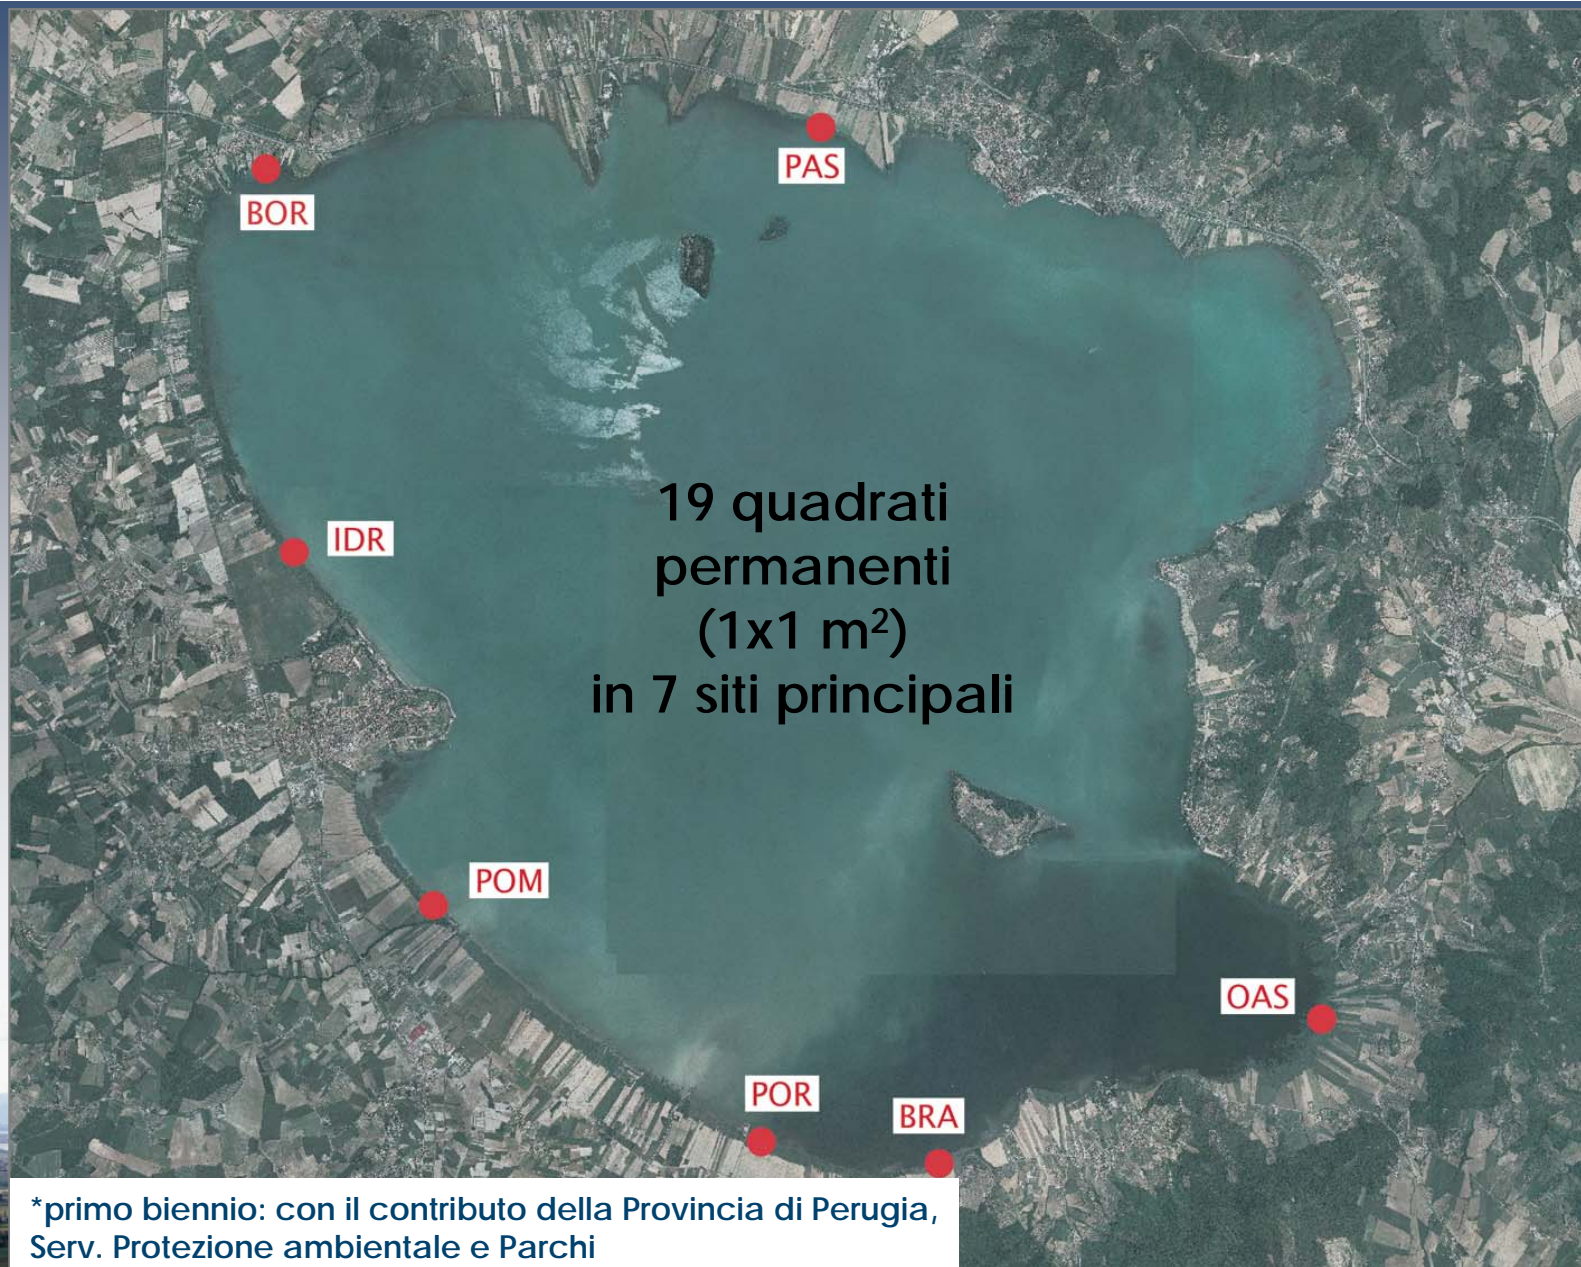 PAS
BOR
IDR
19 quadrati
permanenti
(1x1 m²)
in 7 siti principali
POM
OAS
POR
BRA
*primo biennio: con il contributo della Provincia di Perugia,
Serv. Protezione ambientale e Parchi